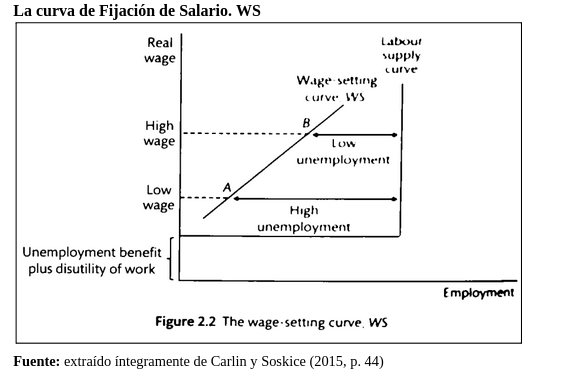 La curva de Fijación de Salario. WS
Real
wage
Labour
supply
curve
Wage-setting
curve WS
High
wage
B
Low
unemployment
Low
wage
A
High
unemployment
Unemployment benefit
plus disutility of work
Employment
Figure 2.2 The wage-setting curve, WS
Fuente: extraído íntegramente de Carlin y Soskice (2015, p. 44)